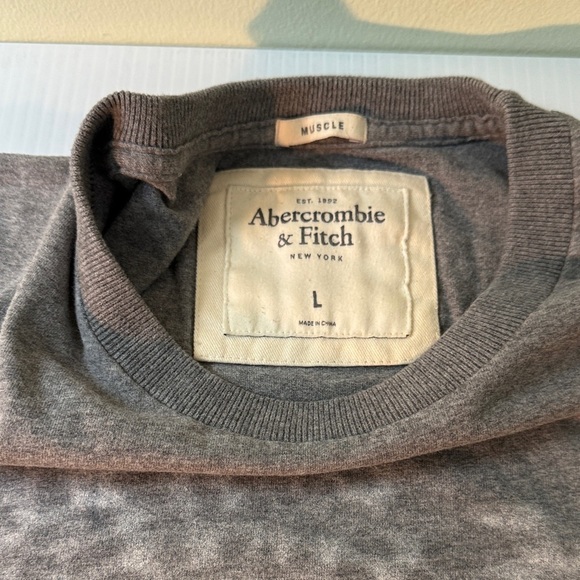 MUSCLE
EST. 1892
Abercrombie
& Fitch
NEW YORK
L
MADE IN CHINA